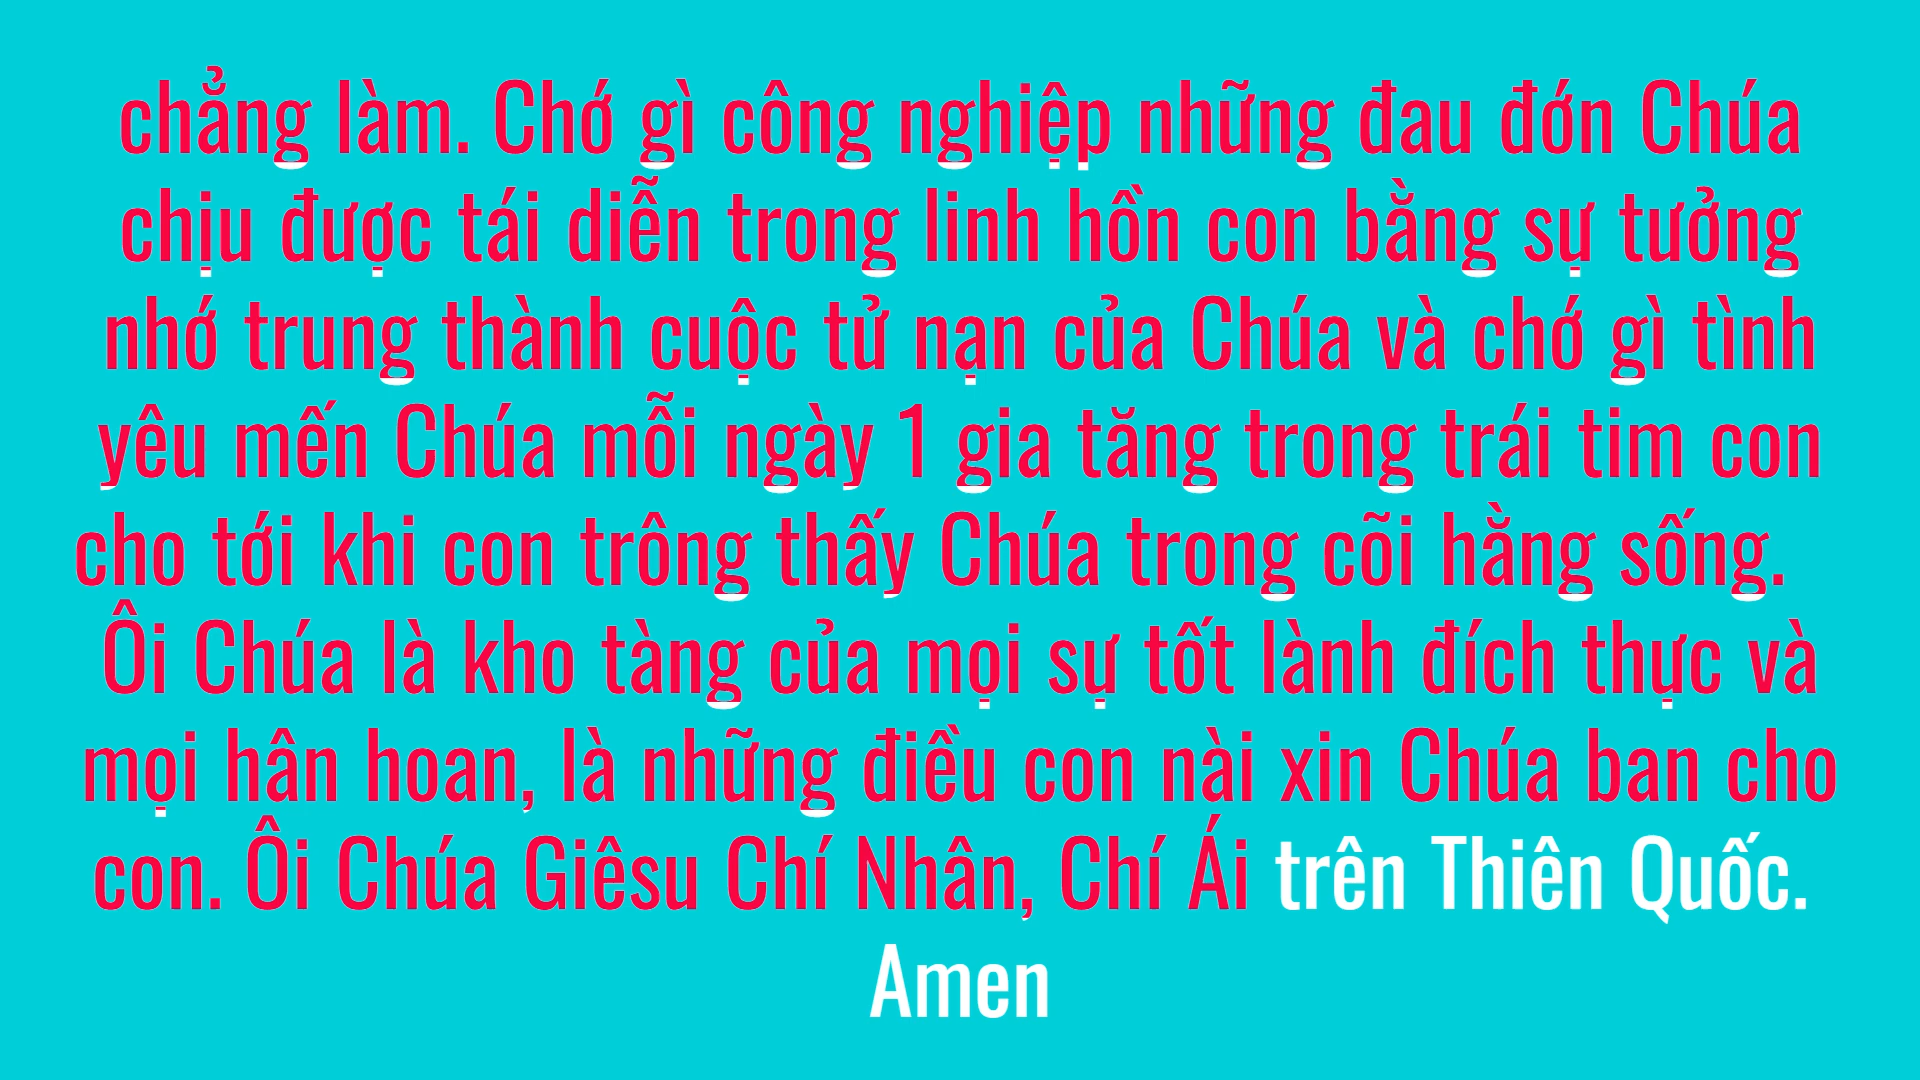 chẳng làm. Chớ gì công nghiệp những đau đớn Chúa
chịu được tái diễn trong linh hồn con bằng sự tưởng
nhớ trung thành cuộc tử nạn của Chúa và chớ gì tình
yêu mến Chúa mỗi ngày 1 gia tăng trong trái tim con
cho tới khi con trông thấy Chúa trong cõi hằng sống.
Ôi Chúa là kho tàng của mọi sự tốt lành đích thực và
mọi hân hoan, là những điều con nài xin Chúa ban cho
con. Ôi Chúa Giêsu Chí Nhân, Chí Ái trên Thiên Quốc.
Amen